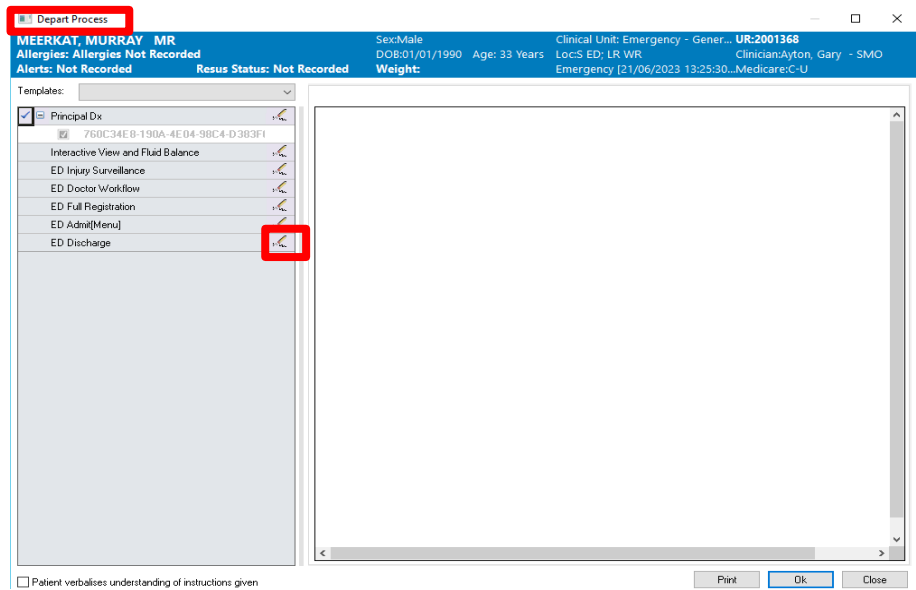 Depart Process
MEERKAT, MURRAY MR
Sex:Male
Clinical Unit: Emergency - Gener...
UR:2001368
Allergies: Allergies Not Recorded
DOB:01/01/1990 Age: 33 Years
Loc:S ED; LR WR
Clinician:Ayton, Gary - SMO
Alerts: Not Recorded
Resus Status: Not Recorded
Weight:
Emergency [21/06/2023 13:25:30...
Medicare:C-U
Templates:
Principal Dx
760C34E8-190A-4E04-98C4-D383F
Interactive View and Fluid Balance
ED Injury Surveillance
ED Doctor Workflow
ED Full Registration
ED Admit[Menu]
ED Discharge
Patient verbalises understanding of instructions given
Print
Ok
Close